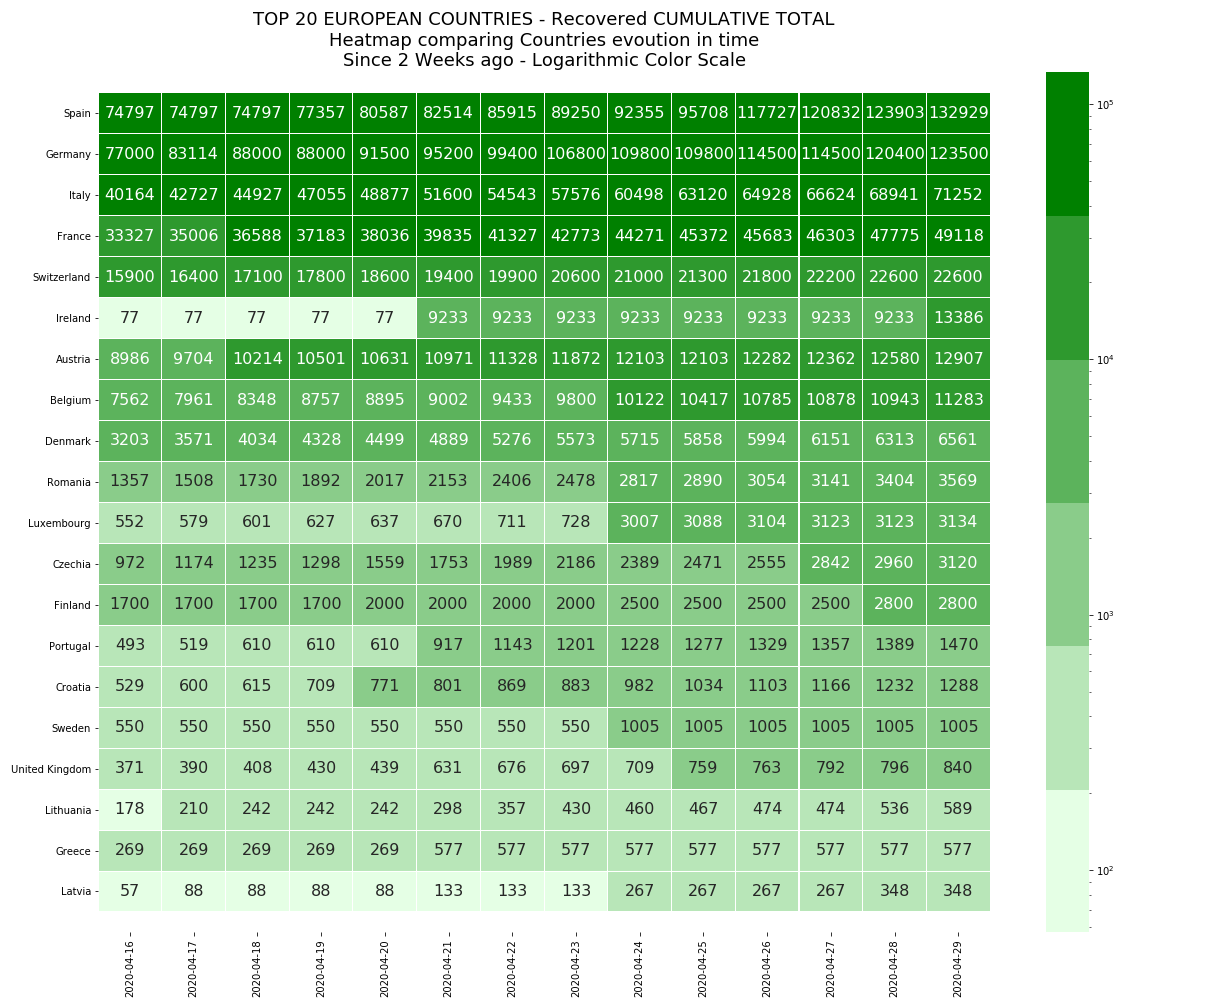 TOP 20 EUROPEAN COUNTRIES - Recovered CUMULATIVE TOTAL
Heatmap comparing Countries evoution in time
Since 2 Weeks ago - Logarithmic Color Scale
Spain 74797 74797 74797 77357 80587 82514 85915 89250 92355 95708 117727 120832 123903 132929
Germany 77000 83114 88000 88000 91500 95200 99400 106800 109800 109800 114500 114500 120400 123500
Italy 40164 42727 44927 47055 48877 51600 54543 57576 60498 63120 64928 66624 68941 71252
France 33327 35006 36588 37183 38036 39835 41327 42773 44271 45372 45683 46303 47775 49118
Switzerland 15900 16400 17100 17800 18600 19400 19900 20600 21000 21300 21800 22200 22600 22600
Ireland 77 77 77 77 77 9233 9233 9233 9233 9233 9233 9233 9233 13386
Austria 8986 9704 10214 10501 10631 10971 11328 11872 12103 12103 12282 12362 12580 12907
Belgium 7562 7961 8348 8757 8895 9002 9433 9800 10122 10417 10785 10878 10943 11283
Denmark 3203 3571 4034 4328 4499 4889 5276 5573 5715 5858 5994 6151 6313 6561
Romania 1357 1508 1730 1892 2017 2153 2406 2478 2817 2890 3054 3141 3404 3569
Luxembourg 552 579 601 627 637 670 711 728 3007 3088 3104 3123 3123 3134
Czechia 972 1174 1235 1298 1559 1753 1989 2186 2389 2471 2555 2842 2960 3120
Finland 1700 1700 1700 1700 2000 2000 2000 2000 2500 2500 2500 2500 2800 2800
Portugal 493 519 610 610 610 917 1143 1201 1228 1277 1329 1357 1389 1470
Croatia 529 600 615 709 771 801 869 883 982 1034 1103 1166 1232 1288
Sweden 550 550 550 550 550 550 550 550 1005 1005 1005 1005 1005 1005
United Kingdom 371 390 408 430 439 631 676 697 709 759 763 792 796 840
Lithuania 178 210 242 242 242 298 357 430 460 467 474 474 536 589
Greece 269 269 269 269 269 577 577 577 577 577 577 577 577 577
Latvia 57 88 88 88 88 133 133 133 267 267 267 267 348 348
2020-04-16 2020-04-17 2020-04-18 2020-04-19 2020-04-20 2020-04-21 2020-04-22 2020-04-23 2020-04-24 2020-04-25 2020-04-26 2020-04-27 2020-04-28 2020-04-29
10⁵
10⁴
10³
10²